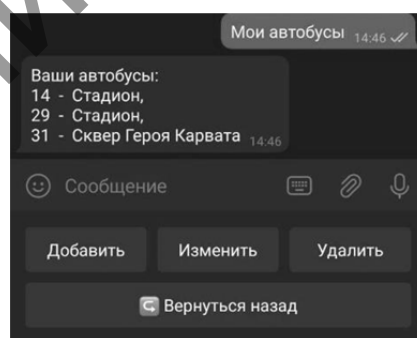 Мои автобусы 14:46
Ваши автобусы:
14 - Стадион,
29 - Стадион,
31 - Сквер Героя Карвата 14:46
Сообщение
Добавить Изменить Удалить
Вернуться назад